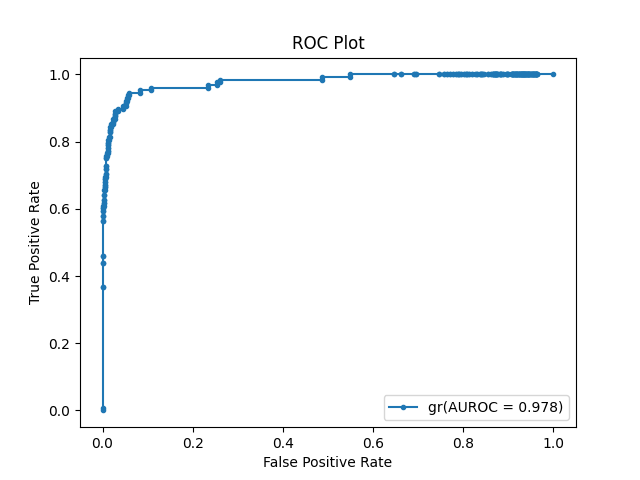 ROC Plot
True Positive Rate
1.0
0.8
0.6
0.4
0.2
0.0
gr(AUROC = 0.978)
0.0 0.2 0.4 0.6 0.8 1.0
False Positive Rate